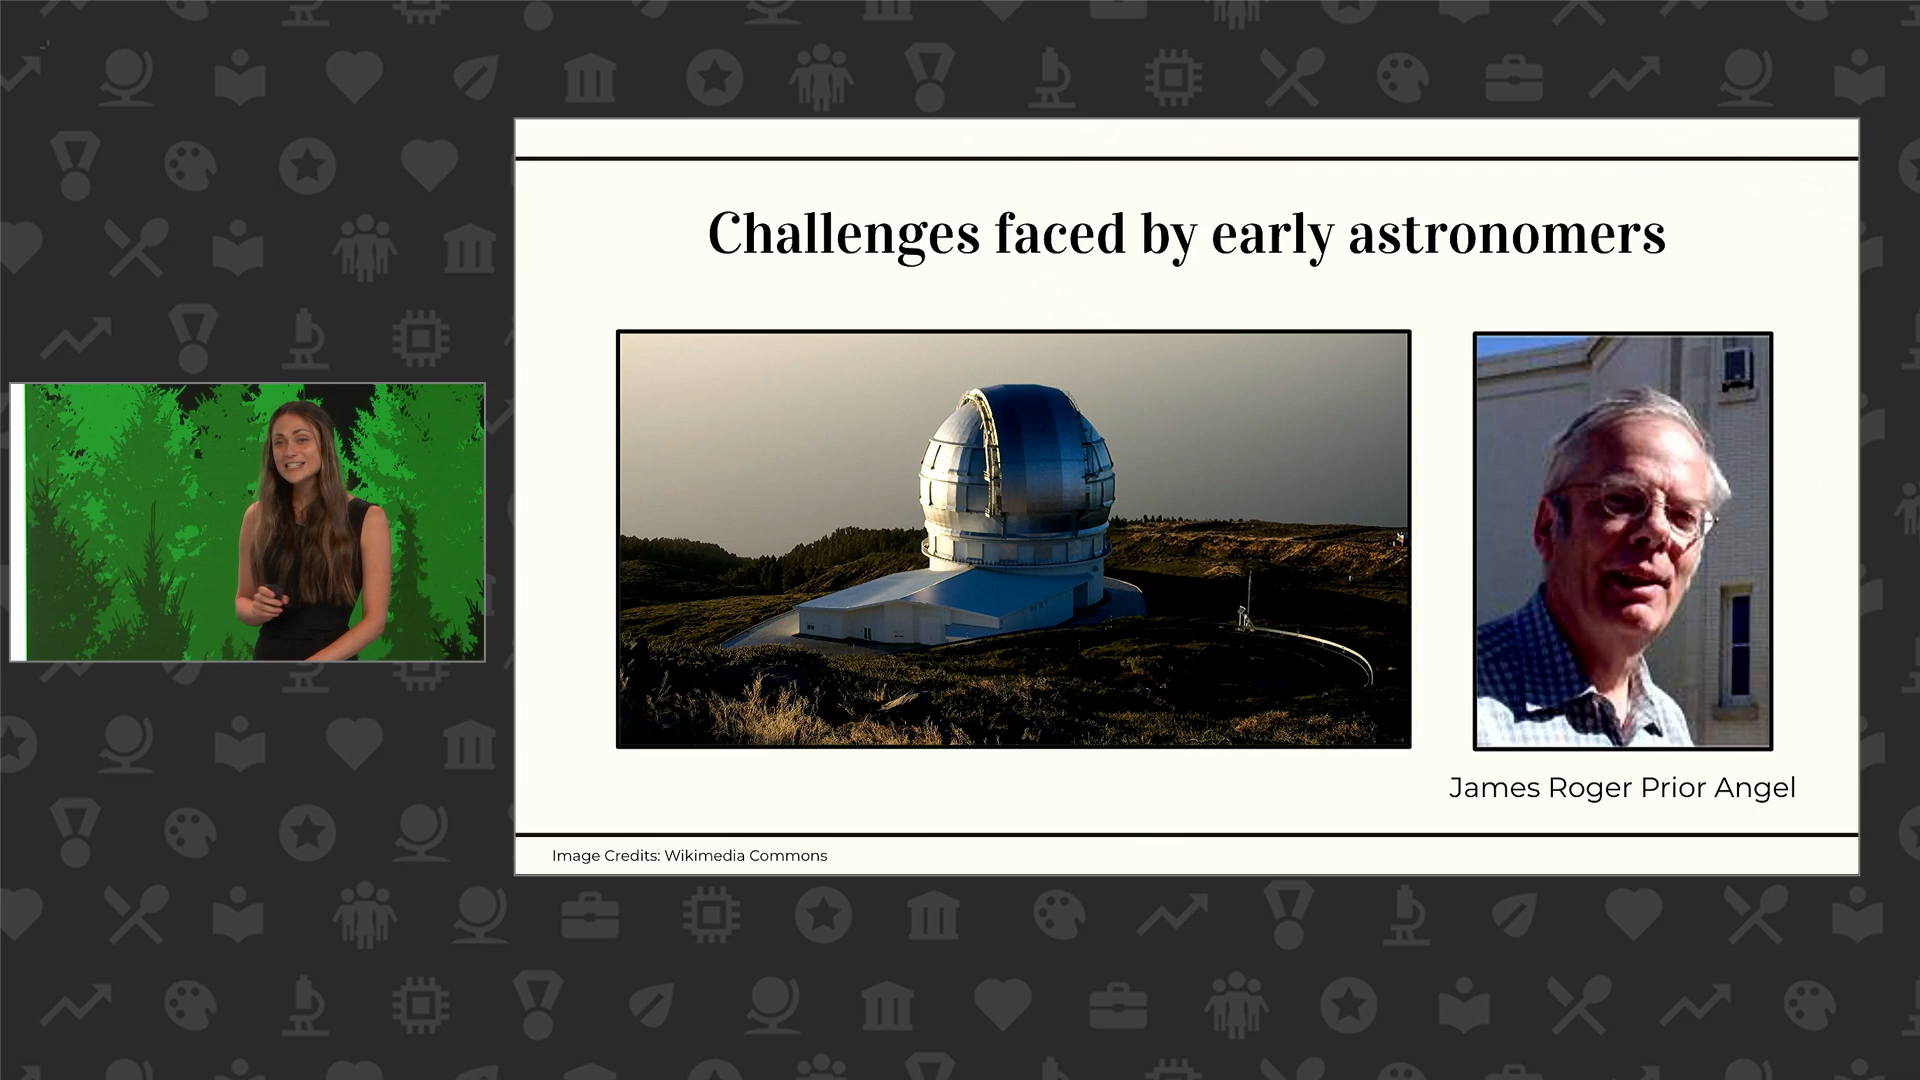 Challenges faced by early astronomers
James Roger Prior Angel
Image Credits: Wikimedia Commons